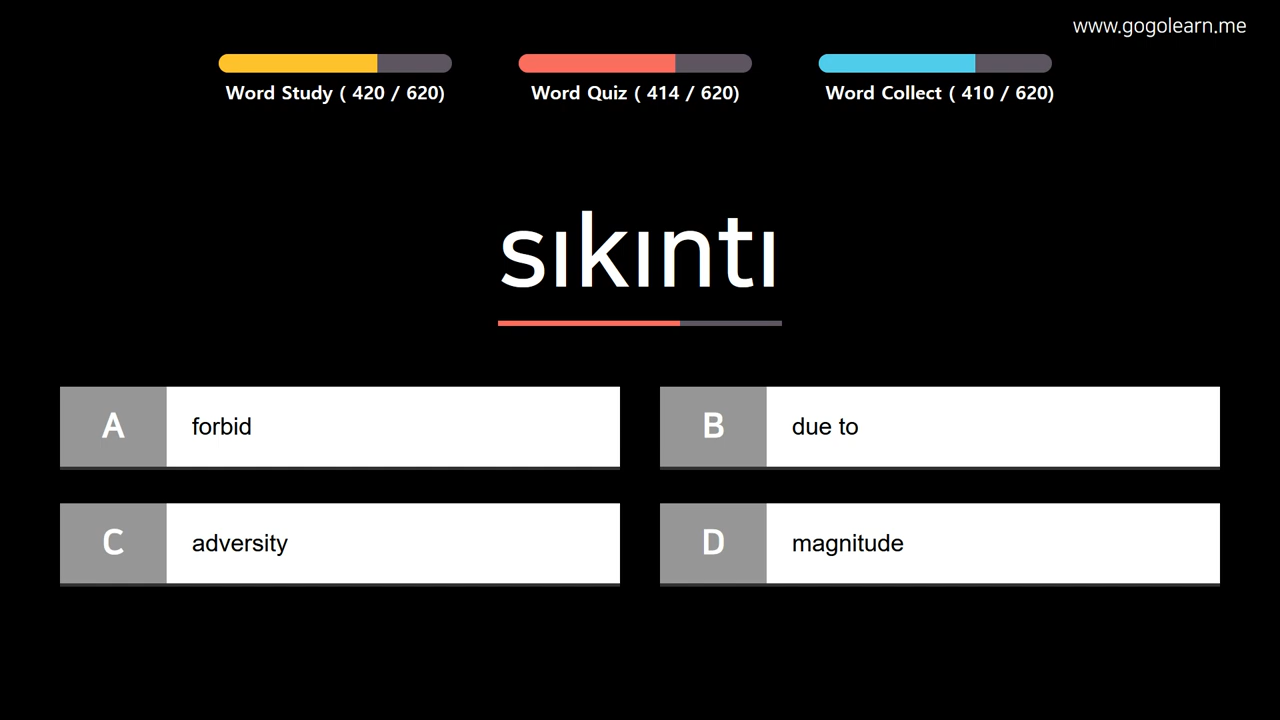 www.gogolearn.me
Word Study ( 420 / 620)
Word Quiz ( 414 / 620)
Word Collect ( 410 / 620)
sıkıntı
A forbid
B due to
C adversity
D magnitude